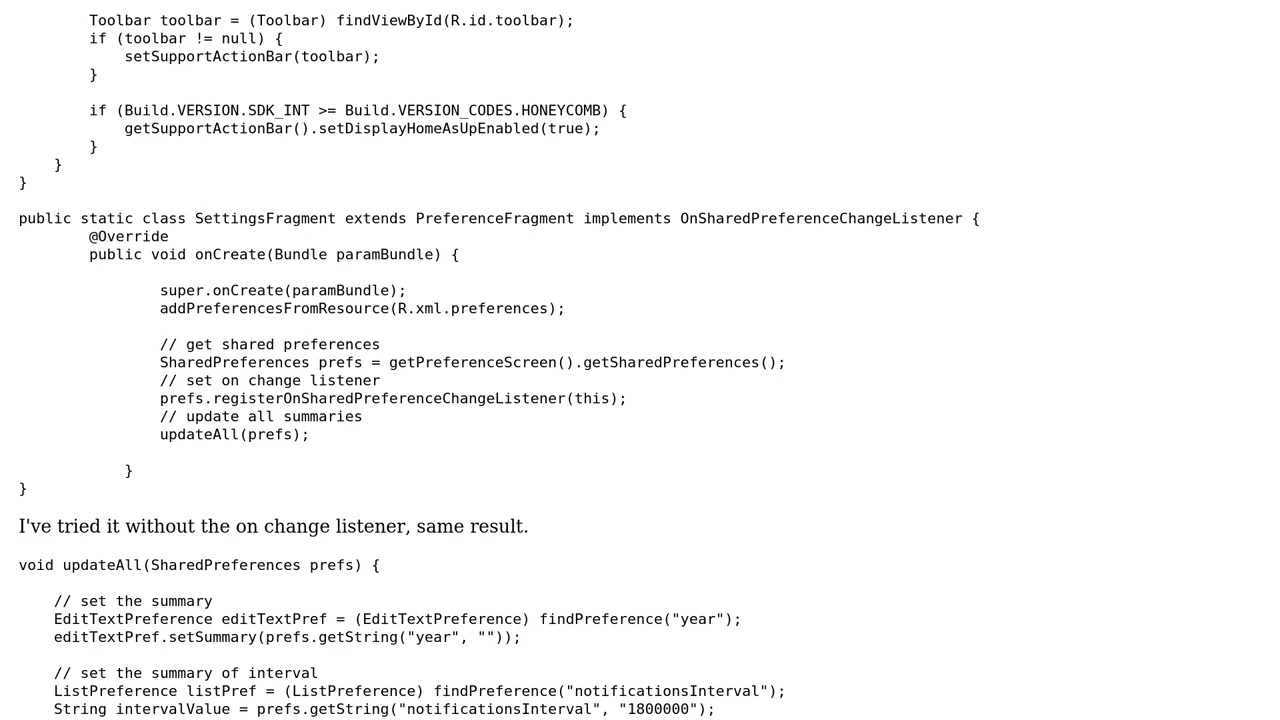 Toolbar toolbar = (Toolbar) findViewById(R.id.toolbar);
if (toolbar != null) {
setSupportActionBar(toolbar);
}
if (Build.VERSION.SDK_INT >= Build.VERSION_CODES.HONEYCOMB) {
getSupportActionBar().setDisplayHomeAsUpEnabled(true);
}
}
}
public static class SettingsFragment extends PreferenceFragment implements OnSharedPreferenceChangeListener {
@Override
public void onCreate(Bundle paramBundle) {
super.onCreate(paramBundle);
addPreferencesFromResource(R.xml.preferences);
// get shared preferences
SharedPreferences prefs = getPreferenceScreen().getSharedPreferences();
// set on change listener
prefs.registerOnSharedPreferenceChangeListener(this);
// update all summaries
updateAll(prefs);
}
}
I've tried it without the on change listener, same result.
void updateAll(SharedPreferences prefs) {
// set the summary
EditTextPreference editTextPref = (EditTextPreference) findPreference("year");
editTextPref.setSummary(prefs.getString("year", ""));
// set the summary of interval
ListPreference listPref = (ListPreference) findPreference("notificationsInterval");
String intervalValue = prefs.getString("notificationsInterval", "1800000");